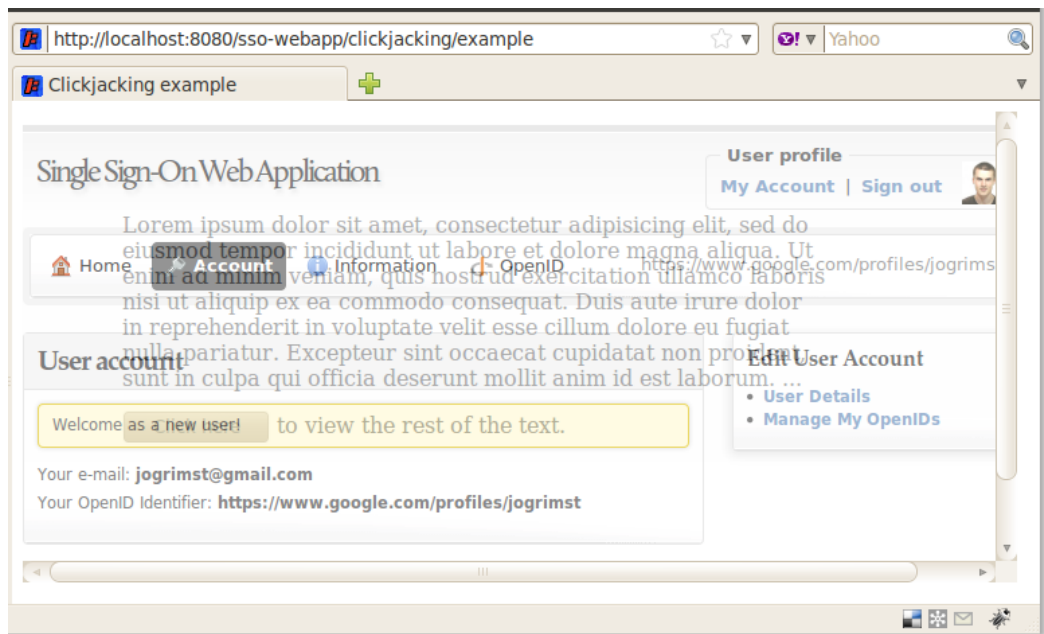 http://localhost:8080/sso-webapp/clickjacking/example
Yahoo
Clickjacking example
Single Sign-On Web Application
User profile
My Account | Sign out
Lorem ipsum dolor sit amet, consectetur adipisicing elit, sed do
eiusmod tempor incididunt ut labore et dolore magna aliqua. Ut
Home Account Information OpenID https://www.google.com/profiles/jogrims
enim ad minim veniam, quis nostrud exercitation ullamco laboris
nisi ut aliquip ex ea commodo consequat. Duis aute irure dolor
in reprehenderit in voluptate velit esse cillum dolore eu fugiat
nulla pariatur. Excepteur sint occaecat cupidatat non proident,
User account
Edit User Account
sunt in culpa qui officia deserunt mollit anim id est laborum. ...
User Details
Manage My OpenIDs
Welcome as a new user!
to view the rest of the text.
Your e-mail: jogrimst@gmail.com
Your OpenID Identifier: https://www.google.com/profiles/jogrimst